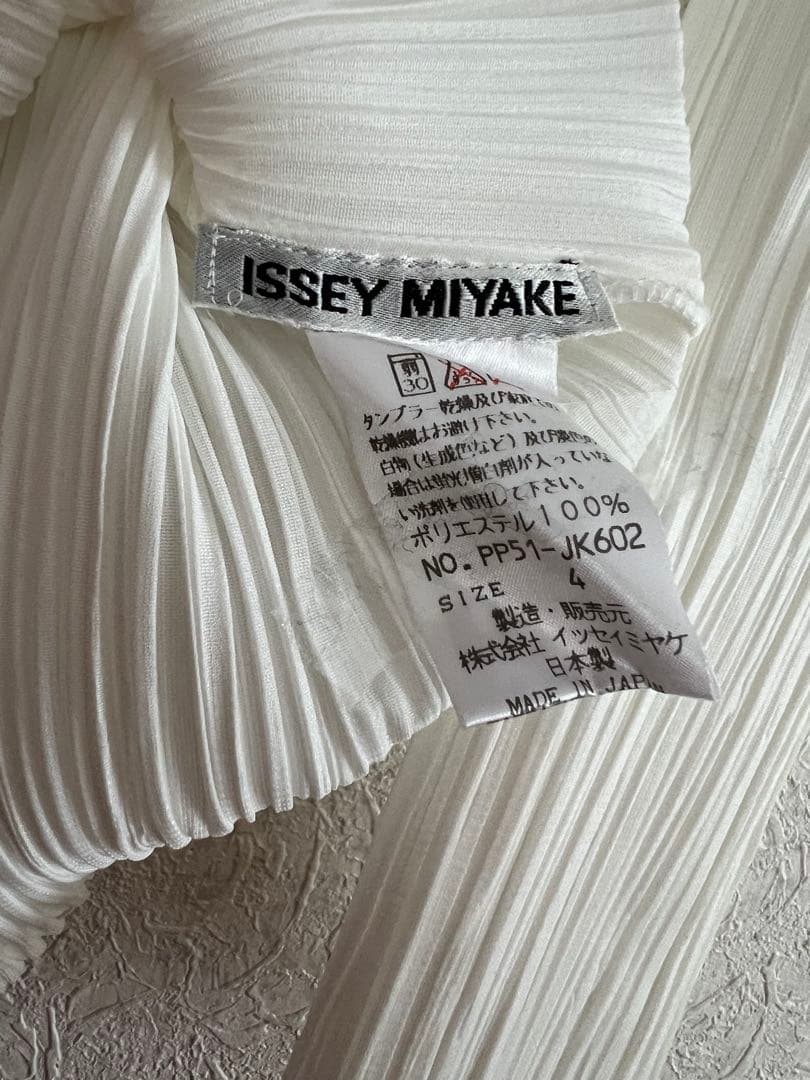 ISSEY MIYAKE
弱
30
タンブラー乾燥及び
乾燥機はお避け下さい。
白物(生成色など)及び淡色の
場合は蛍光増白剤が入っていな
い洗剤を使用して下さい。
ポリエステル100%
NO. PP51-JK602
SIZE 4
製造・販売元
株式会社 イッセイミヤケ
日本製
MADE IN JAPAN